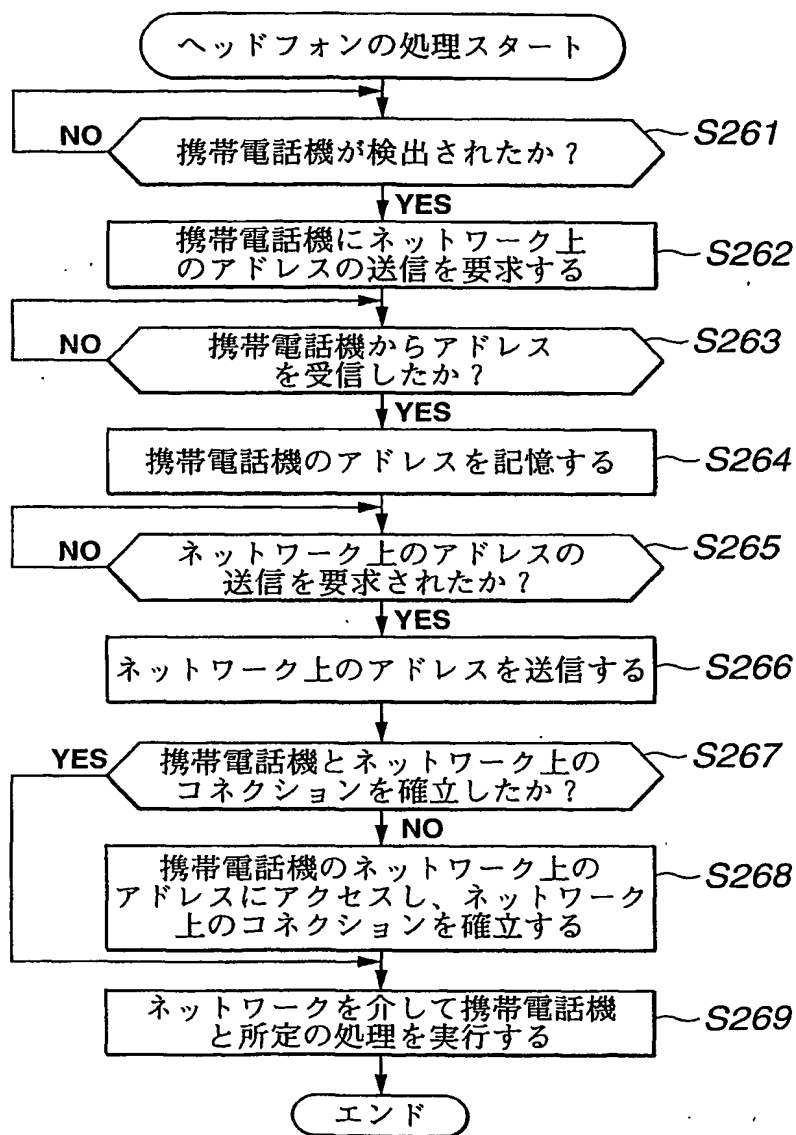 ヘッドフォンの処理スタート
NO
携帯電話機が検出されたか?
S261
YES
携帯電話機にネットワーク上
のアドレスの送信を要求する
S262
NO
携帯電話機からアドレス
を受信したか?
S263
YES
携帯電話機のアドレスを記憶する
S264
NO
ネットワーク上のアドレスの
送信を要求されたか?
S265
YES
ネットワーク上のアドレスを送信する
S266
YES
携帯電話機とネットワーク上の
コネクションを確立したか?
S267
NO
携帯電話機のネットワーク上の
アドレスにアクセスし、ネットワーク
上のコネクションを確立する
S268
ネットワークを介して携帯電話機
と所定の処理を実行する
S269
エンド